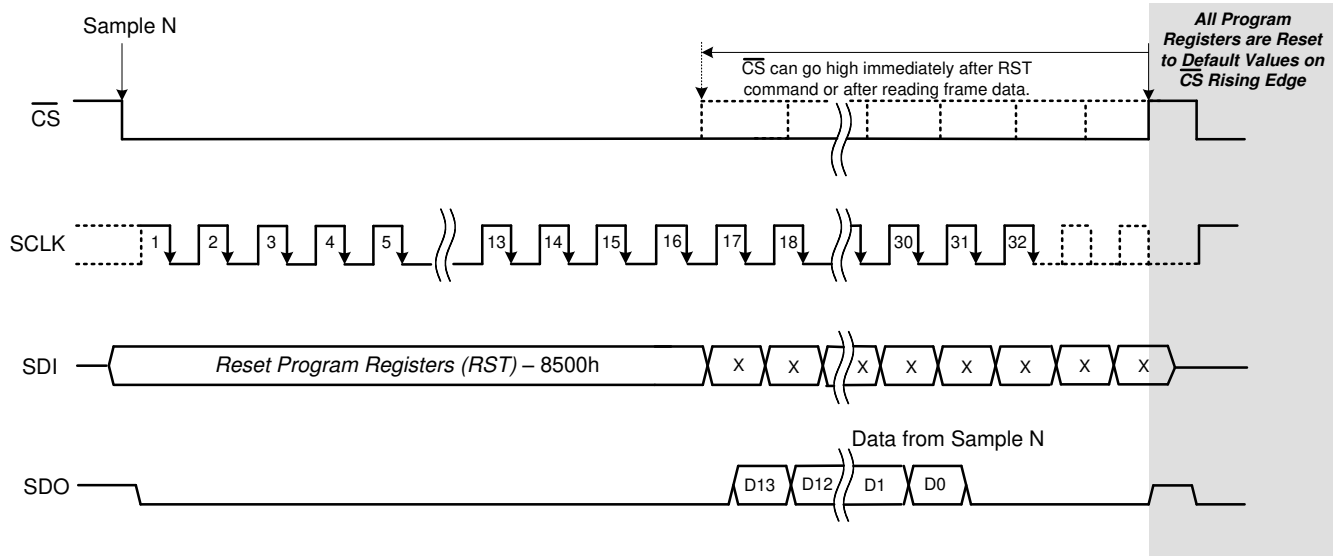 Sample N
All Program
Registers are Reset
to Default Values on
CS Rising Edge
CS can go high immediately after RST
command or after reading frame data.
CS
SCLK
1 2 3 4 5 13 14 15 16 17 18 30 31 32
SDI
Reset Program Registers (RST) – 8500h
X X X X X X X X
Data from Sample N
SDO
D13 D12 D1 D0